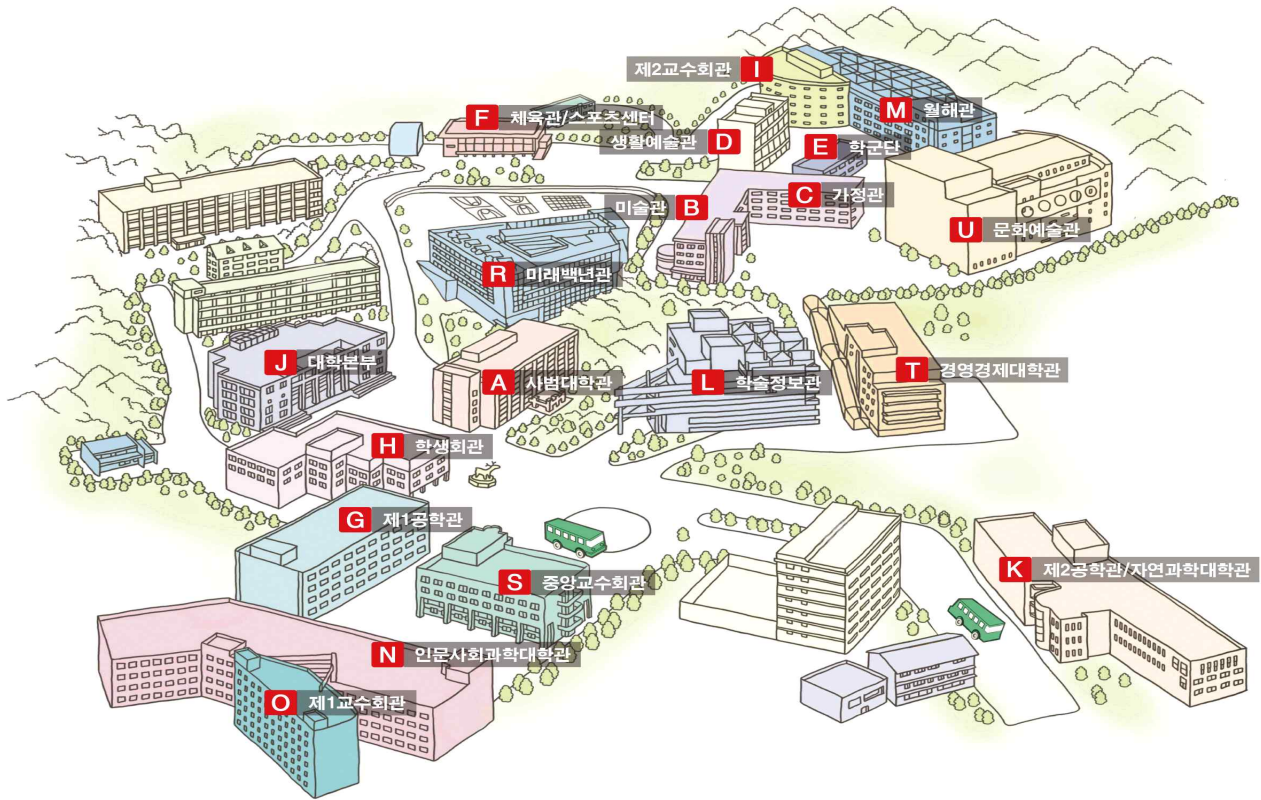 I 제2교수회관
M 월해관
F 체육관/스포츠센터
D 생활예술관
E 학군단
C 가정관
B 미술관
U 문화예술관
R 미래백년관
J 대학본부
A 사범대학관
L 학술정보관
T 경영경제대학관
H 학생회관
G 제1공학관
S 중앙교수회관
K 제2공학관/자연과학대학관
N 인문사회과학대학관
O 제1교수회관